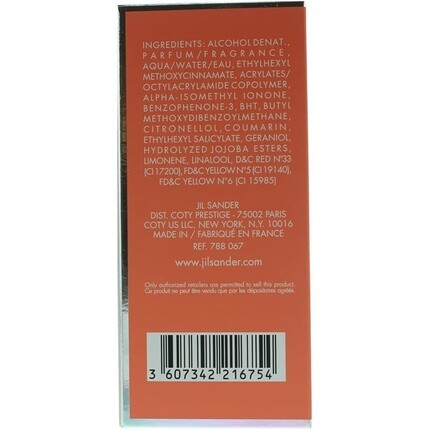 INGREDIENTS: ALCOHOL DENAT.,
PARFUM/FRAGRANCE,
AQUA/WATER/EAU, ETHYLHEXYL
METHOXYCINNAMATE, ACRYLATES/
OCTYLACRYLAMIDE COPOLYMER,
ALPHA-ISOMETHYL IONONE,
BENZOPHENONE-3, BHT, BUTYL
METHOXYDIBENZOYLMETHANE,
CITRONELLOL, COUMARIN,
ETHYLHEXYL SALICYLATE, GERANIOL,
HYDROLYZED JOJOBA ESTERS,
LIMONENE, LINALOOL, D&C RED N°33
(CI 17200), FD&C YELLOW N°5 (CI 19140),
FD&C YELLOW N°6 (CI 15985)
JIL SANDER
DIST. COTY PRESTIGE - 75002 PARIS
COTY US LLC, NEW YORK, N.Y. 10016
MADE IN / FABRIQUÉ EN FRANCE
REF. 788 067
www.jilsander.com
Only authorized retailers are permitted to sell this product.
Ce produit ne peut être vendu que par les dépositaires agréés.
3 607342 216754